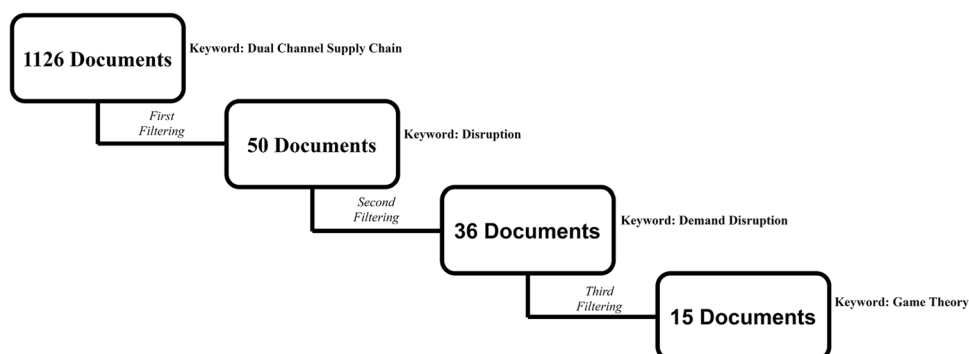 1126 Documents
Keyword: Dual Channel Supply Chain
First
Filtering
50 Documents
Keyword: Disruption
Second
Filtering
36 Documents
Keyword: Demand Disruption
Third
Filtering
15 Documents
Keyword: Game Theory